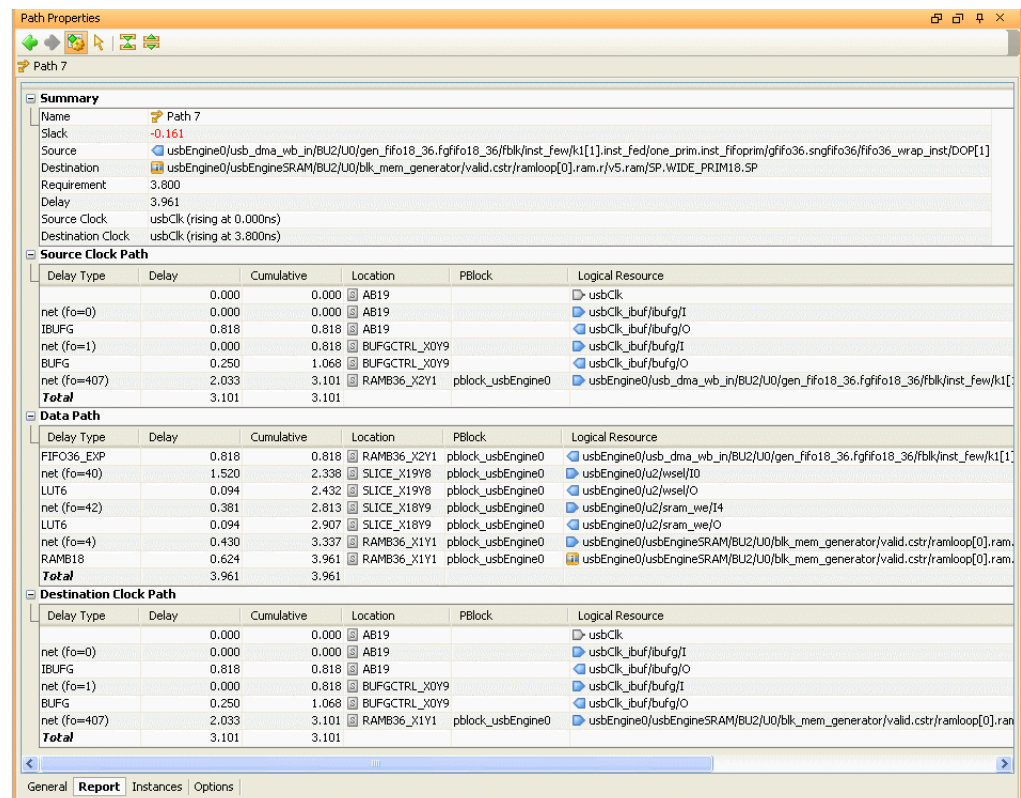 Path Properties
Path 7
Summary
Name Path 7
Slack -0.161
Source usbEngine0/usb_dma_wb_in/BU2/U0/gen_fifo18_36.fgfifo18_36/fblk/inst_few/k1[1].inst_fed/one_prim.inst_fifoprim/gfifo36.sngfifo36/fifo36_wrap_inst/DOP[1]
Destination usbEngine0/usbEngineSRAM/BU2/U0/blk_mem_generator/valid.cstr/ramloop[0].ram.r/v5.ram/SP.WIDE_PRIM18.SP
Requirement 3.800
Delay 3.961
Source Clock usbClk (rising at 0.000ns)
Destination Clock usbClk (rising at 3.800ns)
Source Clock Path
Delay Type Delay Cumulative Location PBlock Logical Resource
0.000 0.000 AB19 usbClk
net (fo=0) 0.000 0.000 AB19 usbClk_ibuf/ibufg/I
IBUFG 0.818 0.818 AB19 usbClk_ibuf/ibufg/O
net (fo=1) 0.000 0.818 BUFGCTRL_X0Y9 usbClk_ibuf/bufg/I
BUFG 0.250 1.068 BUFGCTRL_X0Y9 usbClk_ibuf/bufg/O
net (fo=407) 2.033 3.101 RAMB36_X2Y1 pblock_usbEngine0 usbEngine0/usb_dma_wb_in/BU2/U0/gen_fifo18_36.fgfifo18_36/fblk/inst_few/k1[
Total 3.101 3.101
Data Path
Delay Type Delay Cumulative Location PBlock Logical Resource
FIFO36_EXP 0.818 0.818 RAMB36_X2Y1 pblock_usbEngine0 usbEngine0/usb_dma_wb_in/BU2/U0/gen_fifo18_36.fgfifo18_36/fblk/inst_few/k1[1]
net (fo=40) 1.520 2.338 SLICE_X19Y8 pblock_usbEngine0 usbEngine0/u2/wsel/I0
LUT6 0.094 2.432 SLICE_X19Y8 pblock_usbEngine0 usbEngine0/u2/wsel/O
net (fo=42) 0.381 2.813 SLICE_X18Y9 pblock_usbEngine0 usbEngine0/u2/sram_we/I4
LUT6 0.094 2.907 SLICE_X18Y9 pblock_usbEngine0 usbEngine0/u2/sram_we/O
net (fo=4) 0.430 3.337 RAMB36_X1Y1 pblock_usbEngine0 usbEngine0/usbEngineSRAM/BU2/U0/blk_mem_generator/valid.cstr/ramloop[0].ram.
RAMB18 0.624 3.961 RAMB36_X1Y1 pblock_usbEngine0 usbEngine0/usbEngineSRAM/BU2/U0/blk_mem_generator/valid.cstr/ramloop[0].ram.
Total 3.961 3.961
Destination Clock Path
Delay Type Delay Cumulative Location PBlock Logical Resource
0.000 0.000 AB19 usbClk
net (fo=0) 0.000 0.000 AB19 usbClk_ibuf/ibufg/I
IBUFG 0.818 0.818 AB19 usbClk_ibuf/ibufg/O
net (fo=1) 0.000 0.818 BUFGCTRL_X0Y9 usbClk_ibuf/bufg/I
BUFG 0.250 1.068 BUFGCTRL_X0Y9 usbClk_ibuf/bufg/O
net (fo=407) 2.033 3.101 RAMB36_X1Y1 pblock_usbEngine0 usbEngine0/usbEngineSRAM/BU2/U0/blk_mem_generator/valid.cstr/ramloop[0].ran
Total 3.101 3.101
General Report Instances Options